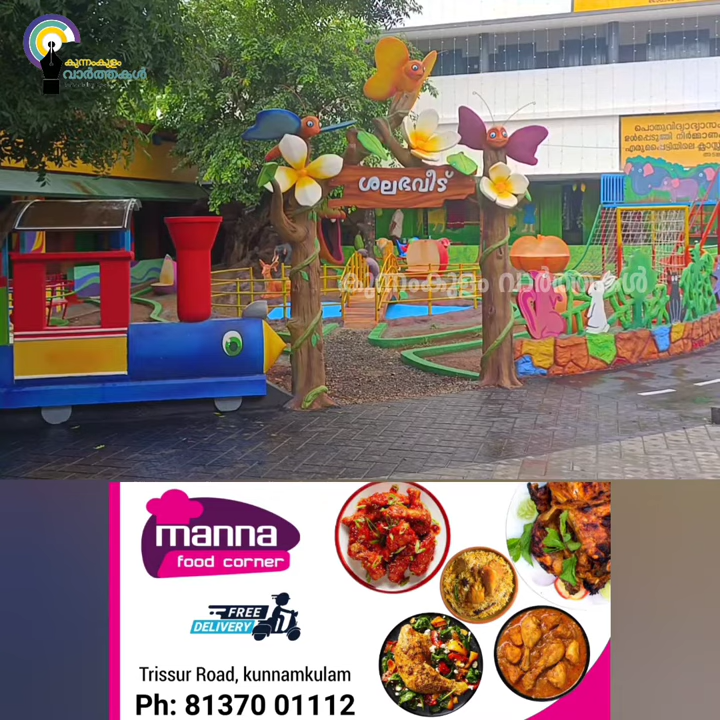 കുന്നംകുളം
വാർത്തകൾ
ശലഭവീട്
പൊതുവിദ്യാഭ്യാസ
കുന്നംകുളം വാർത്തകൾ
manna
food corner
FREE
DELIVERY
Trissur Road, kunnamkulam
Ph: 81370 01112